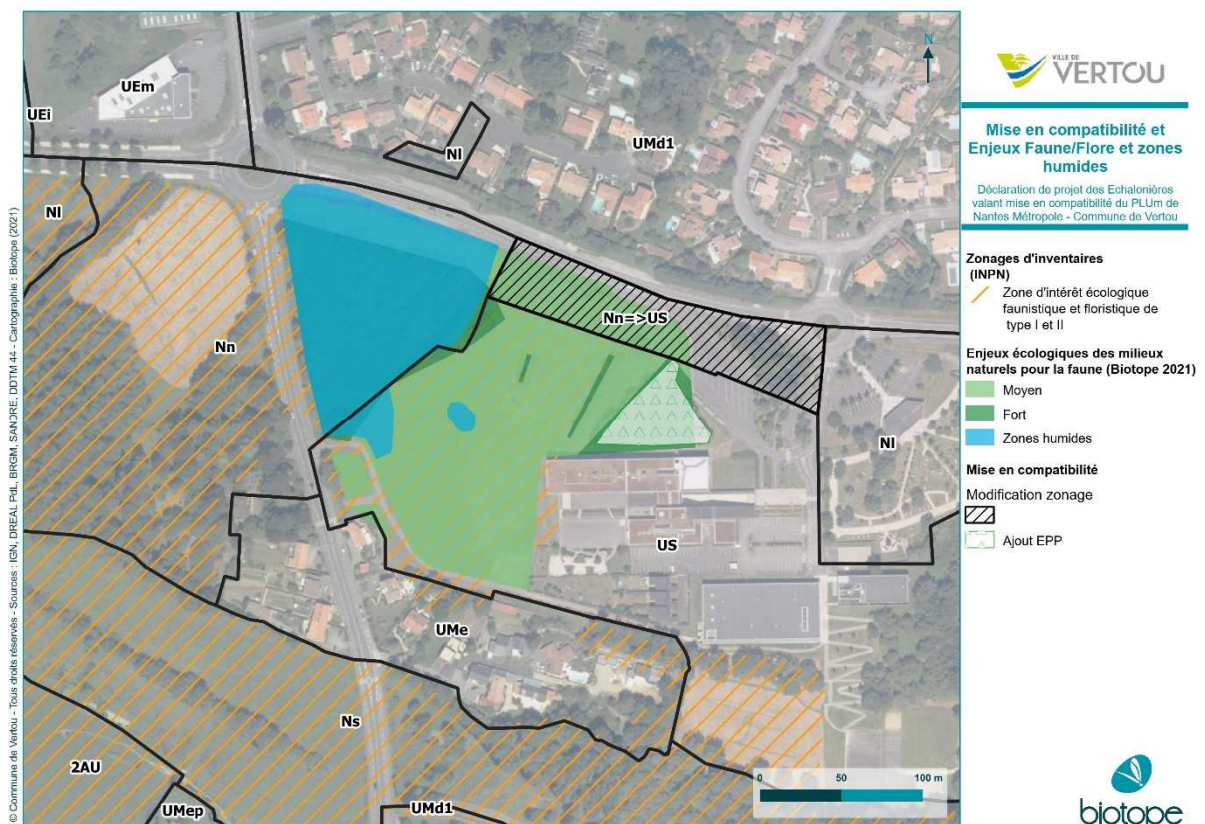 N
UEm
UEi
UMd1
Nl
Nl
Nn
Nn=>US
Nl
US
UMe
Ns
2AU
UMep
UMd1
0 50 100 m
© Commune de Vertou - Tous droits réservés - Sources : IGN, DREAL PdL, BRGM, SANDRE, DDTM 44 - Cartographie : Biotope (2021)
VILLE DE
VERTOU
Mise en compatibilité et
Enjeux Faune/Flore et zones
humides
Déclaration de projet des Echalonières
valant mise en compatibilité du PLUm de
Nantes Métropole - Commune de Vertou
Zonages d'inventaires
(INPN)
Zone d'intérêt écologique
faunistique et floristique de
type I et II
Enjeux écologiques des milieux
naturels pour la faune (Biotope 2021)
Moyen
Fort
Zones humides
Mise en compatibilité
Modification zonage
Ajout EPP
biotope